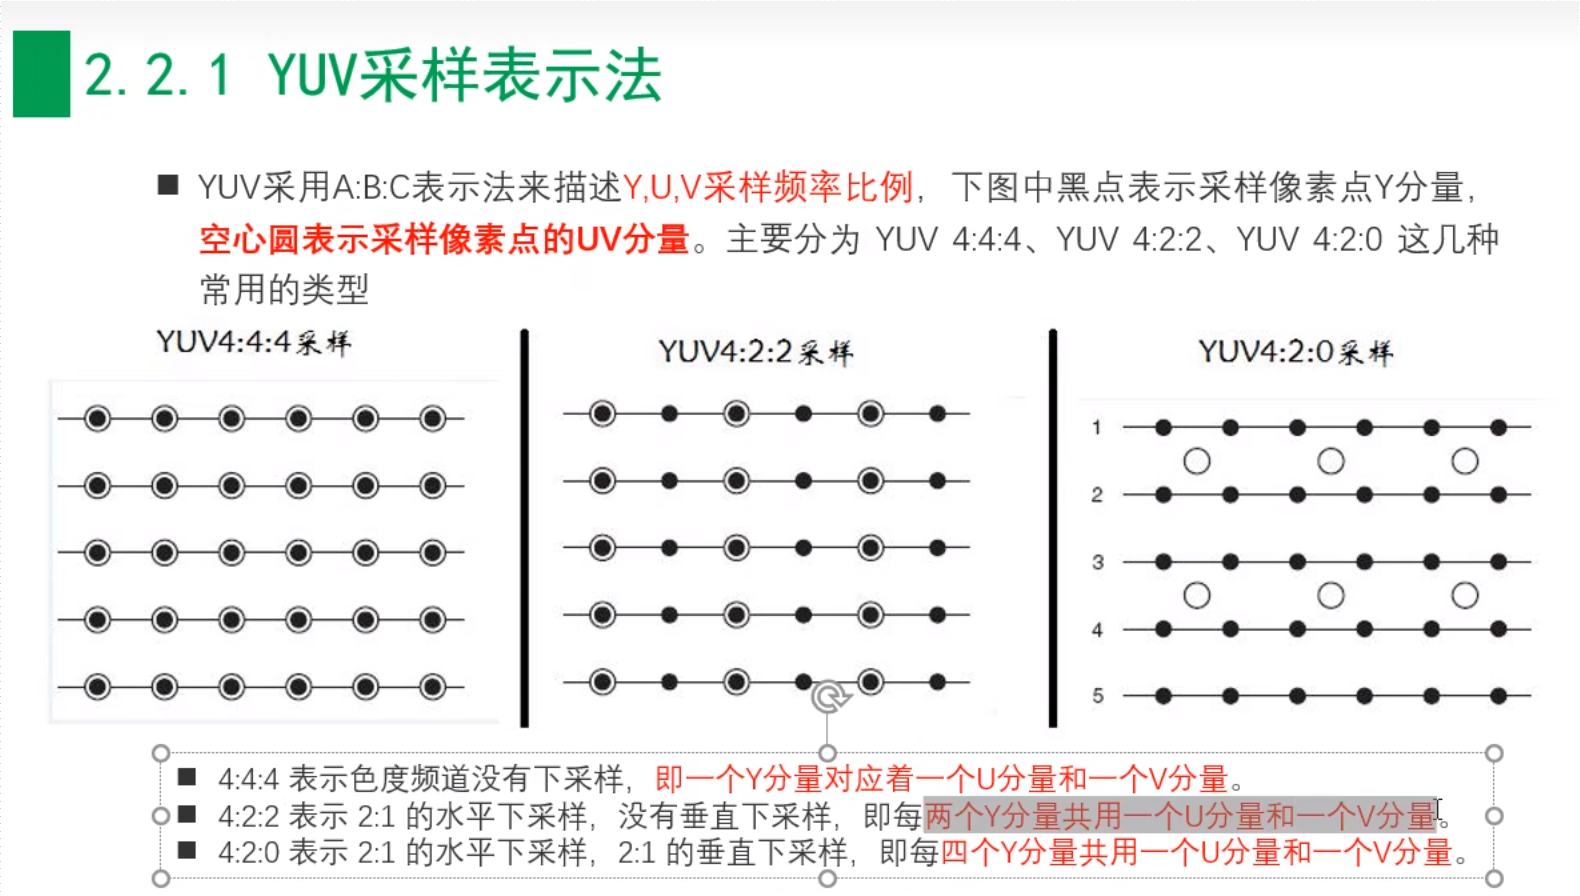 2.2.1 YUV采样表示法
YUV采用A:B:C表示法来描述Y,U,V采样频率比例，下图中黑点表示采样像素点Y分量，
空心圆表示采样像素点的UV分量。主要分为 YUV 4:4:4、YUV 4:2:2、YUV 4:2:0 这几种
常用的类型
YUV4:4:4采样
YUV4:2:2采样
YUV4:2:0采样
1
2
3
4
5
4:4:4 表示色度频道没有下采样，即一个Y分量对应着一个U分量和一个V分量。
4:2:2 表示 2:1 的水平下采样，没有垂直下采样，即每两个Y分量共用一个U分量和一个V分量。
4:2:0 表示 2:1 的水平下采样，2:1 的垂直下采样，即每四个Y分量共用一个U分量和一个V分量。